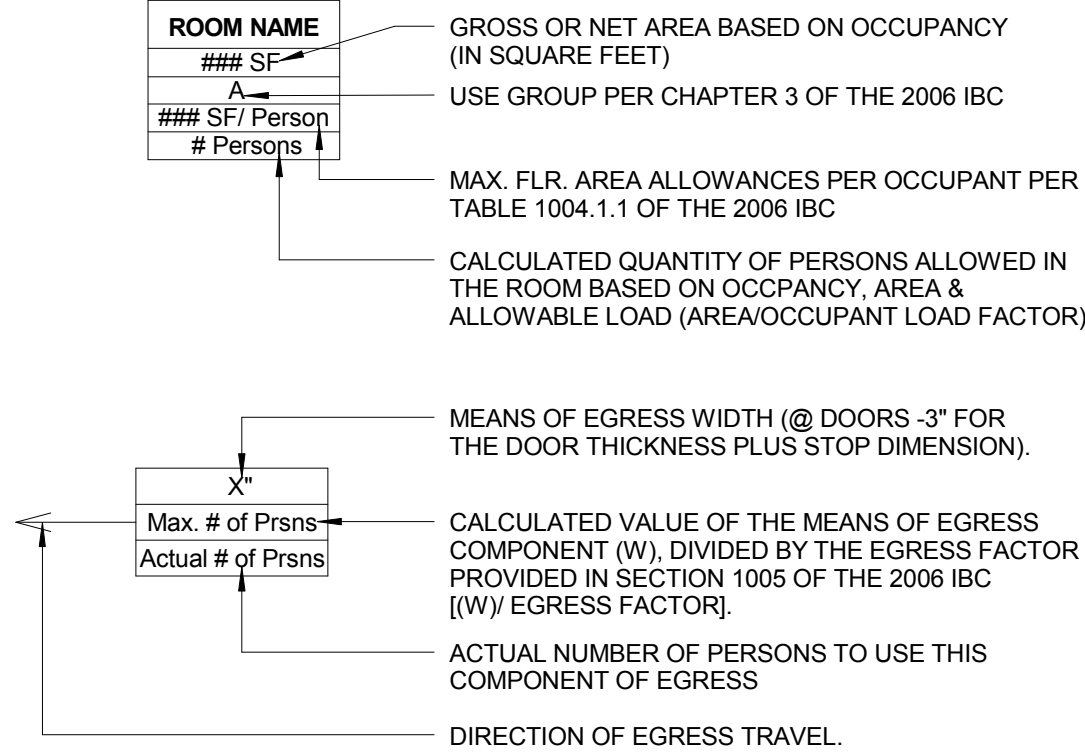 ROOM NAME
### SF
A
### SF/ Person
# Persons
GROSS OR NET AREA BASED ON OCCUPANCY
(IN SQUARE FEET)
USE GROUP PER CHAPTER 3 OF THE 2006 IBC
MAX. FLR. AREA ALLOWANCES PER OCCUPANT PER
TABLE 1004.1.1 OF THE 2006 IBC
CALCULATED QUANTITY OF PERSONS ALLOWED IN
THE ROOM BASED ON OCCPANCY, AREA &
ALLOWABLE LOAD (AREA/OCCUPANT LOAD FACTOR)
X"
Max. # of Prsns
Actual # of Prsns
MEANS OF EGRESS WIDTH (@ DOORS -3" FOR
THE DOOR THICKNESS PLUS STOP DIMENSION).
CALCULATED VALUE OF THE MEANS OF EGRESS
COMPONENT (W), DIVIDED BY THE EGRESS FACTOR
PROVIDED IN SECTION 1005 OF THE 2006 IBC
[(W)/ EGRESS FACTOR].
ACTUAL NUMBER OF PERSONS TO USE THIS
COMPONENT OF EGRESS
DIRECTION OF EGRESS TRAVEL.